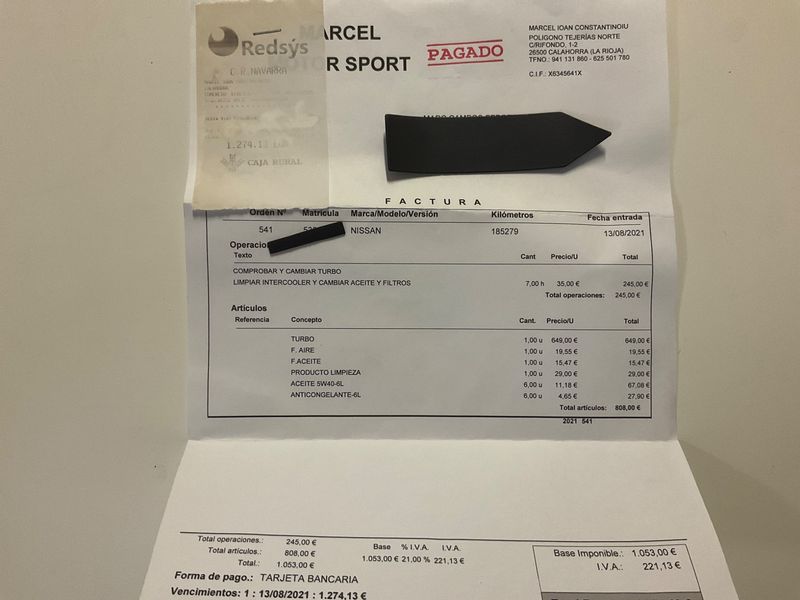 Redsýs
C.R.NAVARRA
1.274,13
CAJA RURAL
MARCEL
MOTOR SPORT
PAGADO
MARCEL IOAN CONSTANTINOIU
POLIGONO TEJERÍAS NORTE
C/RIFONDO, 1-2
26500 CALAHORRA (LA RIOJA)
TFNO.: 941 131 860 - 625 501 780
C.I.F.: X6345641X
FACTURA
Orden Nº Matrícula Marca/Modelo/Versión Kilómetros Fecha entrada
541 NISSAN 185279 13/08/2021
Operacio
Texto Cant Precio/U Total
COMPROBAR Y CAMBIAR TURBO
LIMPIAR INTERCOOLER Y CAMBIAR ACEITE Y FILTROS 7,00 h 35,00 € 245,00 €
Total operaciones: 245,00 €
Artículos
Referencia Concepto Cant. Precio/U Total
TURBO 1,00 u 649,00 € 649,00 €
F. AIRE 1,00 u 19,55 € 19,55 €
F.ACEITE 1,00 u 15,47 € 15,47 €
PRODUCTO LIMPIEZA 1,00 u 29,00 € 29,00 €
ACEITE 5W40-6L 6,00 u 11,18 € 67,08 €
ANTICONGELANTE-6L 6,00 u 4,65 € 27,90 €
Total artículos: 808,00 €
2021 541
Total operaciones.: 245,00 €
Total artículos.: 808,00 €
Total.: 1.053,00 €
Base % I.V.A. I.V.A.
1.053,00 € 21,00 % 221,13 €
Base Imponible.: 1.053,00 €
I.V.A.: 221,13 €
Forma de pago.: TARJETA BANCARIA
Vencimientos: 1 : 13/08/2021 : 1.274,13 €